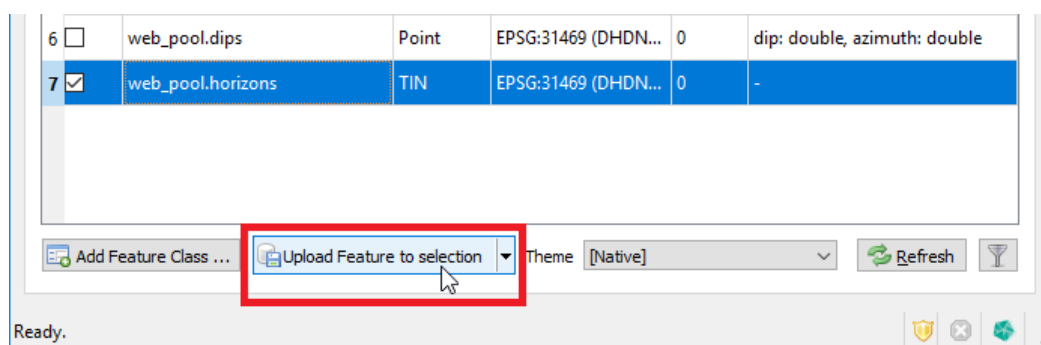 6 web_pool.dips Point EPSG:31469 (DHDN... 0 dip: double, azimuth: double
7 web_pool.horizons TIN EPSG:31469 (DHDN... 0 -
Add Feature Class ... Upload Feature to selection Theme [Native] Refresh
Ready.